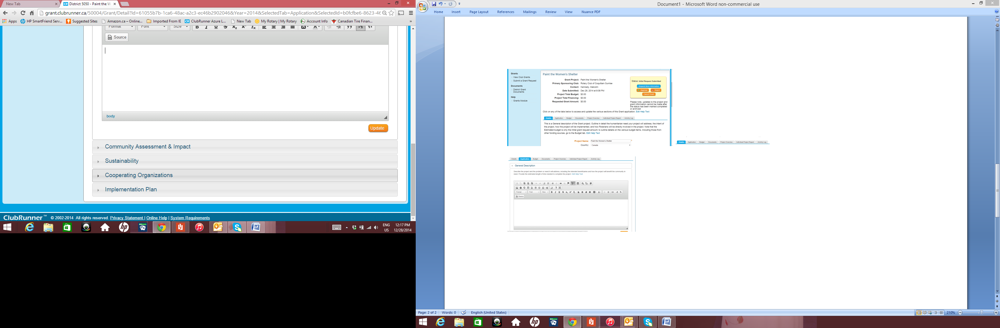 New Tab
District 5050 - Paint the W
grant.clubrunner.ca/50004/Grant/Detail?Id=61055b7b-1ca6-48ac-a2c3-ec46b2902046&Year=2014&SelectedTab=Application&SelectedId=b0fcfbe6-8623-46
Apps HP SmartFriend Serv... Suggested Sites Amazon.ca – Online... Imported From IE ClubRunner Azure L... New Tab My Rotary | My Rotary Account Info Canadian Tire Finan... »
Format Font Size
Source
body
Update
Community Assessment & Impact
Sustainability
Cooperating Organizations
Implementation Plan
ClubRunner™ © 2002-2014 All rights reserved. Privacy Statement | Online Help | System Requirements
ENG 12:17 PM
US 12/28/2014
Document1 - Microsoft Word non-commercial use
Home Insert Page Layout References Mailings Review View Nuance PDF
Grants
View Club Grants
Submit a Grant Request
Documents
District Grant
Documents
Help
Grants Module
Paint the Women's Shelter
Grant Project: Paint the Women's Shelter
Primary Sponsoring Club: Rotary Club of Coquitlam Sunrise
Contact: Kennedy, Malcolm
Date Submitted: Dec 28, 2014 at 8:08 PM
Project Total Budget: $0.00
Project Total Financing: $0.00
Requested Grant Amount: $0.00
Status: Initial Request Submitted
Request More Information
Approve Reject
Cancel Grant
Please note, updates to the project and
grant information cannot be made after
the status has been marked completed
or archived
Click on any of the tabs below to access and update the various sections of this Grant application. Edit Help Text
Details Application Budget Documents Project Overview Individual Project Report Activity Log
This is a General description of the Grant project. Outline in detail the humanitarian need your project will address, the intent of
the project, how the project will be implemented, and how Rotarians will be directly involved in the project. Note that the
Estimated budget is only the initial grant request amount; to outline details on the various budget items, including those from
other funding sources, go to the Budget tab. Edit Help Text
Project Name: Paint the Women's Shelter *
Country: Canada
Details Application Budget Documents Project Overview Individual Project Report Activity Log
Details Application Budget Documents Project Overview Individual Project Report Activity Log
General Description
Describe the project and the problem or need it will address, including the intended beneficiaries and how the project will benefit the community in
need. Provide the estimated length of time needed to complete the project. Edit Help Text
Format Font Size
Source
Page: 2 of 2 Words: 0 English (United States) 210%